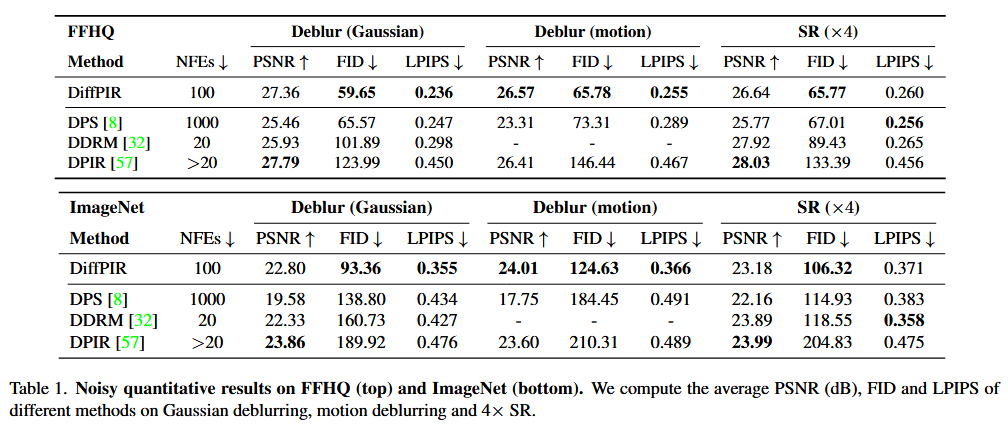 FFHQ Deblur (Gaussian) Deblur (motion) SR (×4)
Method NFEs ↓ PSNR ↑ FID ↓ LPIPS ↓ PSNR ↑ FID ↓ LPIPS ↓ PSNR ↑ FID ↓ LPIPS ↓
DiffPIR 100 27.36 59.65 0.236 26.57 65.78 0.255 26.64 65.77 0.260
DPS [8] 1000 25.46 65.57 0.247 23.31 73.31 0.289 25.77 67.01 0.256
DDRM [32] 20 25.93 101.89 0.298 - - - 27.92 89.43 0.265
DPIR [57] >20 27.79 123.99 0.450 26.41 146.44 0.467 28.03 133.39 0.456
ImageNet Deblur (Gaussian) Deblur (motion) SR (×4)
Method NFEs ↓ PSNR ↑ FID ↓ LPIPS ↓ PSNR ↑ FID ↓ LPIPS ↓ PSNR ↑ FID ↓ LPIPS ↓
DiffPIR 100 22.80 93.36 0.355 24.01 124.63 0.366 23.18 106.32 0.371
DPS [8] 1000 19.58 138.80 0.434 17.75 184.45 0.491 22.16 114.93 0.383
DDRM [32] 20 22.33 160.73 0.427 - - - 23.89 118.55 0.358
DPIR [57] >20 23.86 189.92 0.476 23.60 210.31 0.489 23.99 204.83 0.475
Table 1. Noisy quantitative results on FFHQ (top) and ImageNet (bottom). We compute the average PSNR (dB), FID and LPIPS of
different methods on Gaussian deblurring, motion deblurring and 4× SR.